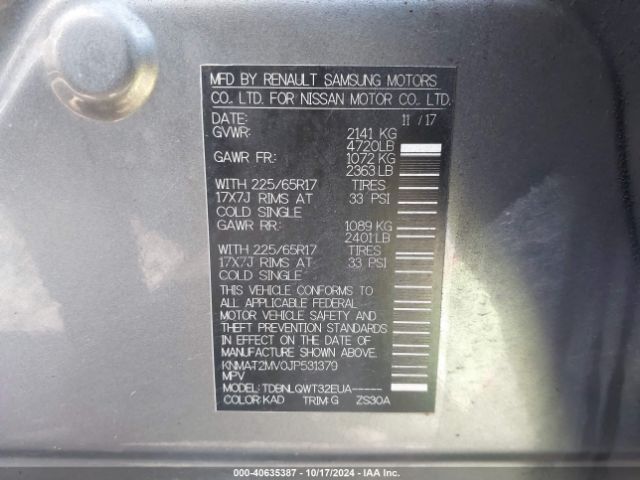 MFD BY RENAULT SAMSUNG MOTORS
CO., LTD. FOR NISSAN MOTOR CO., LTD.
DATE: 11 / 17
GVWR: 2141 KG
4720LB
GAWR FR: 1072 KG
2363 LB
WITH 225/65R17 TIRES
17X7J RIMS AT 33 PSI
COLD SINGLE
GAWR RR: 1089 KG
2401 LB
WITH 225/65R17 TIRES
17X7J RIMS AT 33 PSI
COLD SINGLE
THIS VEHICLE CONFORMS TO
ALL APPLICABLE FEDERAL
MOTOR VEHICLE SAFETY AND
THEFT PREVENTION STANDARDS
IN EFFECT ON THE DATE OF
MANUFACTURE SHOWN ABOVE.
KNMAT2MV0JP531379
MPV
MODEL: TDBNLQWT32EUA-----
COLOR: KAD TRIM: G ZS30A
000-40635387 - 10/17/2024 - IAA Inc.